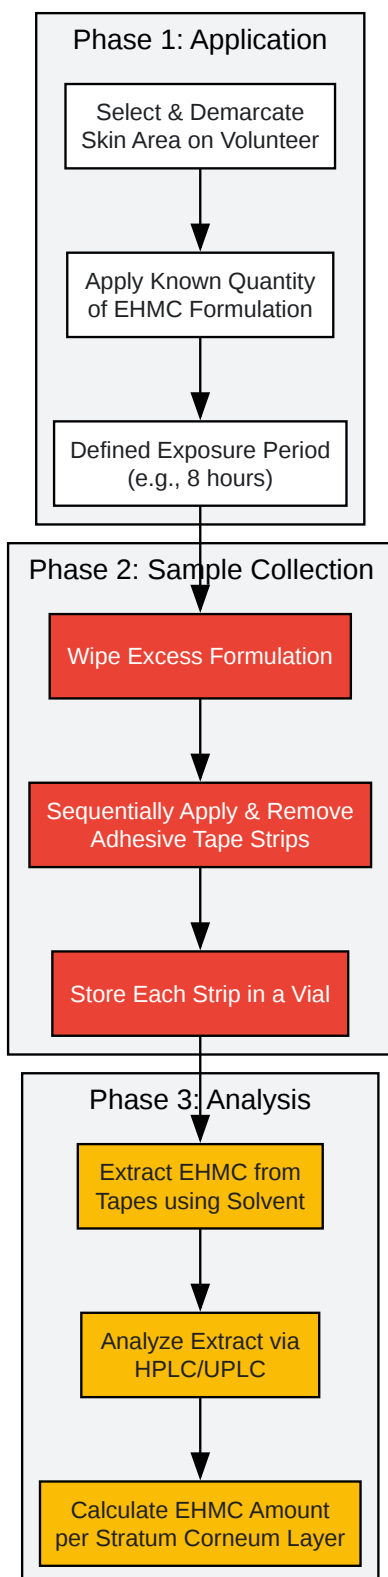 Phase 1: Application
Select & Demarcate
Skin Area on Volunteer
Apply Known Quantity
of EHMC Formulation
Defined Exposure Period
(e.g., 8 hours)
Phase 2: Sample Collection
Wipe Excess Formulation
Sequentially Apply & Remove
Adhesive Tape Strips
Store Each Strip in a Vial
Phase 3: Analysis
Extract EHMC from
Tapes using Solvent
Analyze Extract via
HPLC/UPLC
Calculate EHMC Amount
per Stratum Corneum Layer